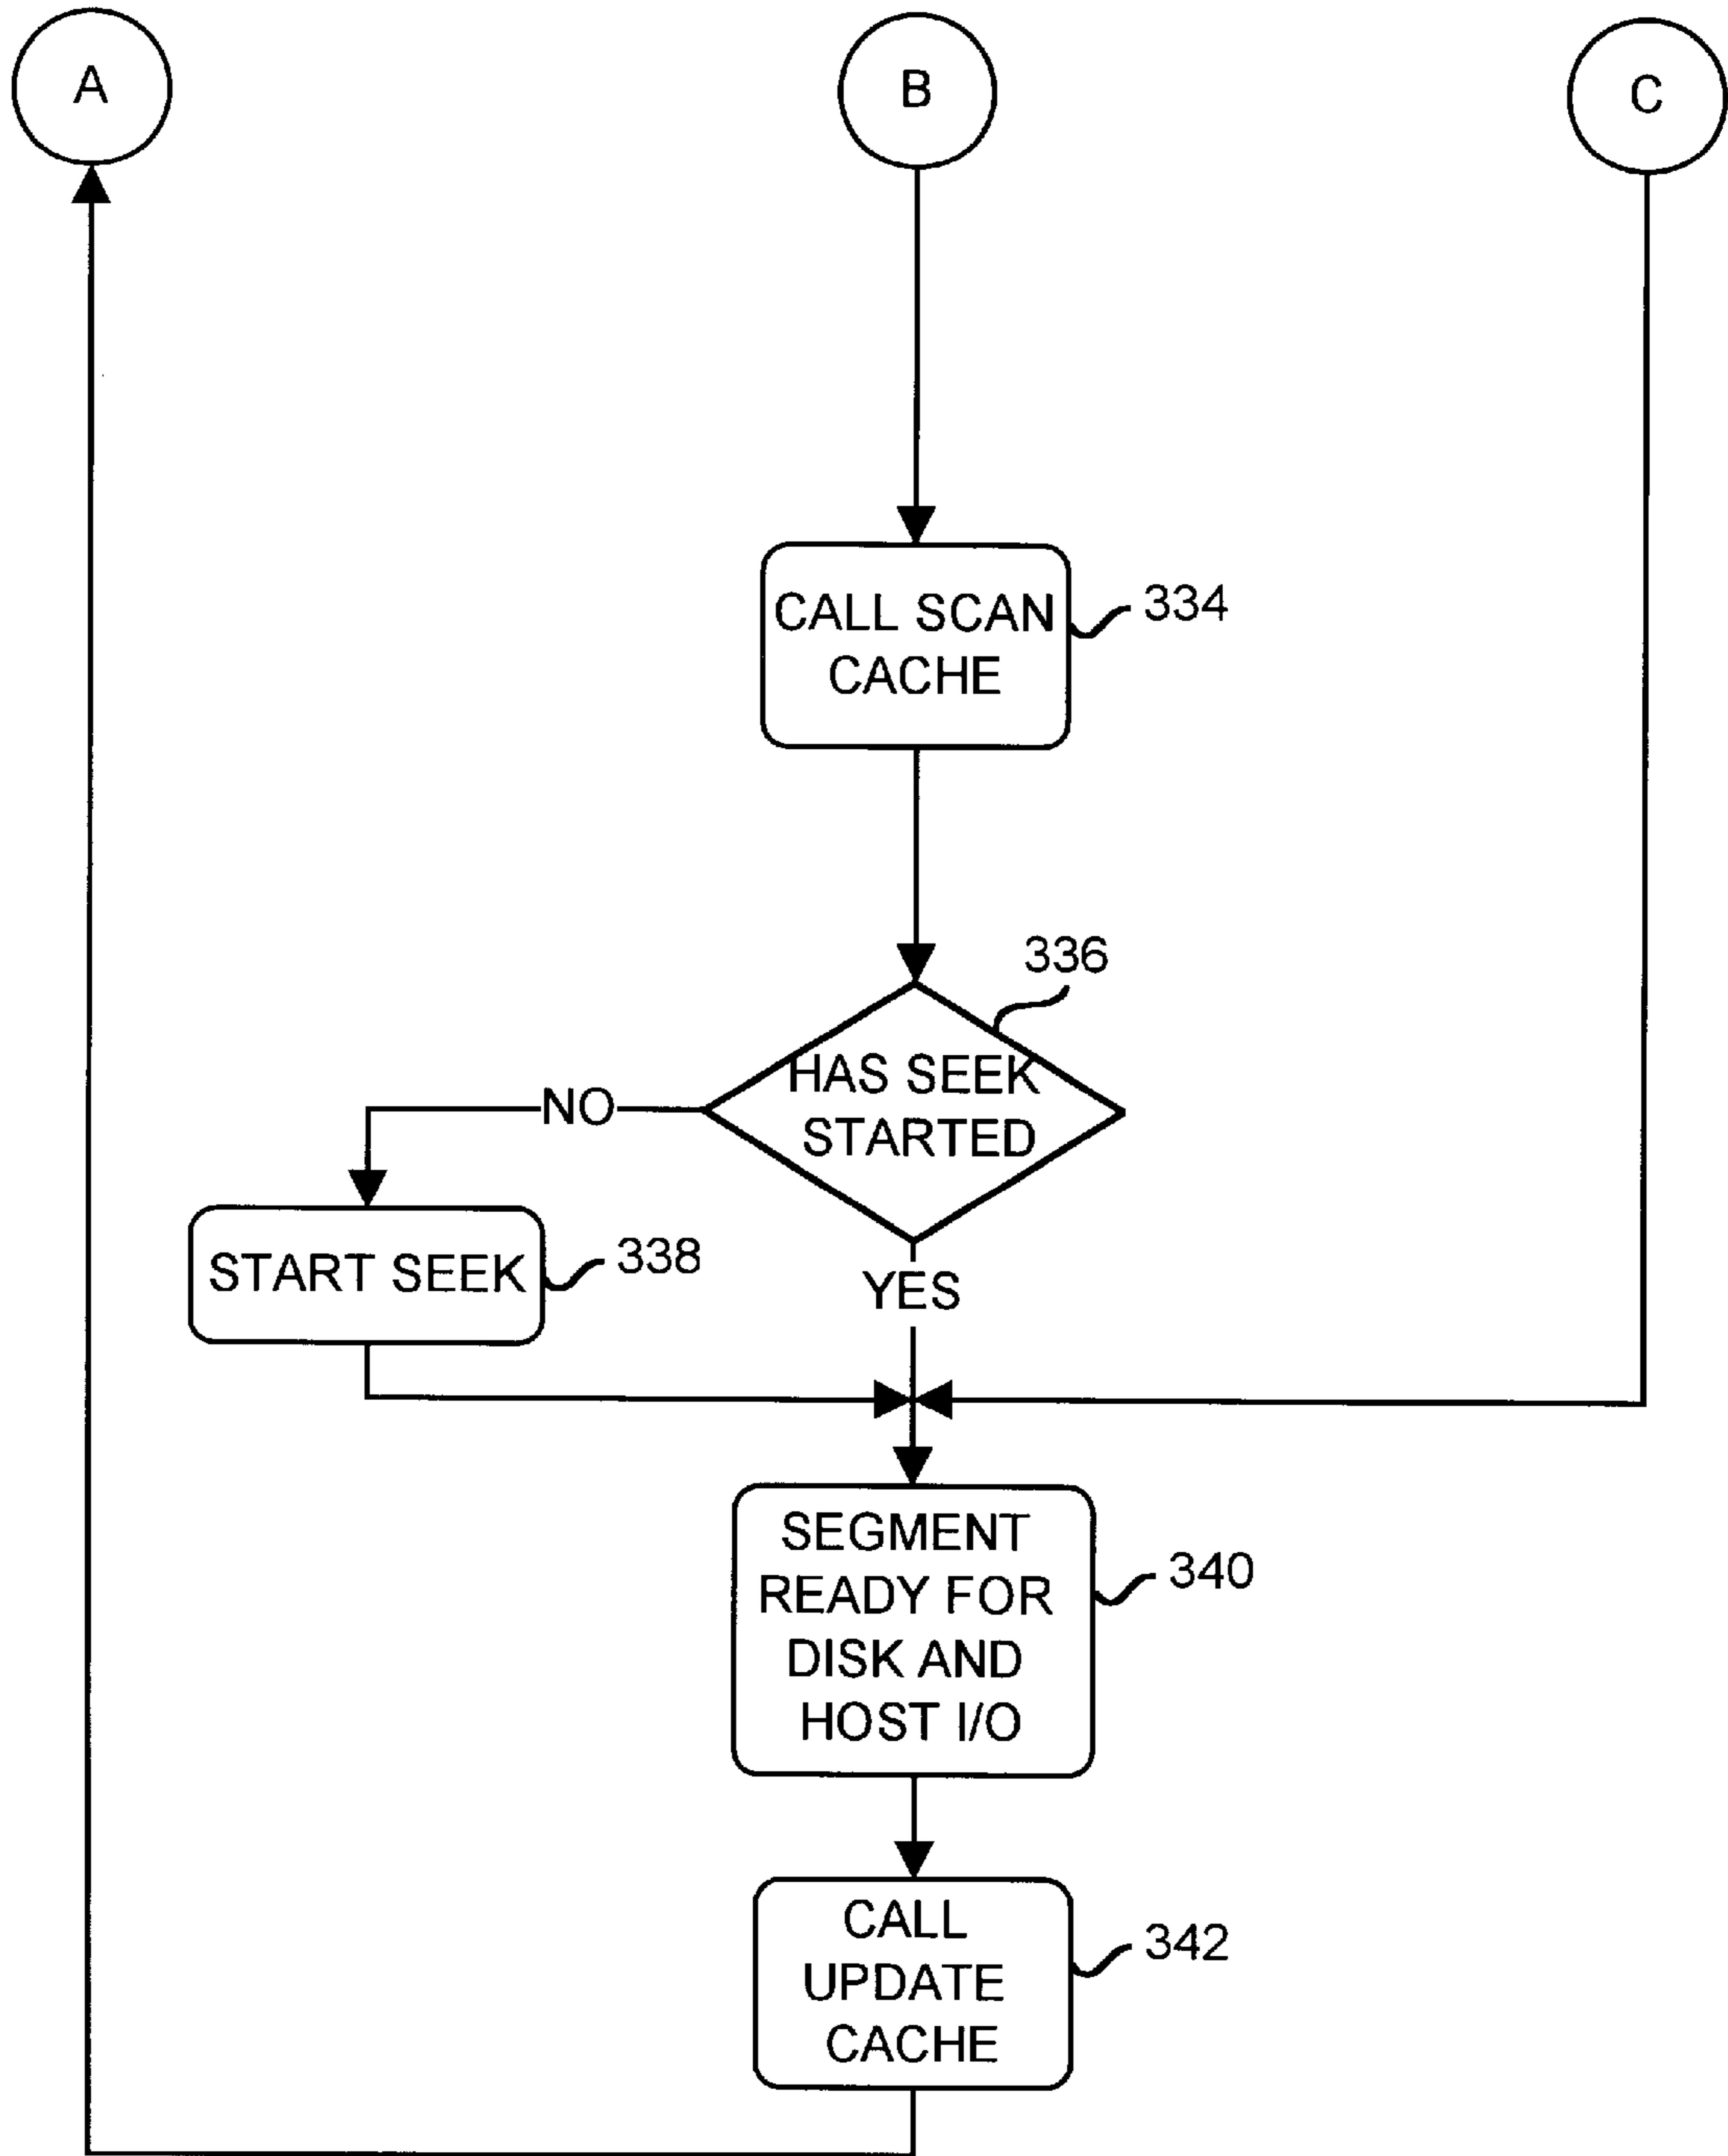 A
B
C
CALL SCAN
CACHE
334
336
HAS SEEK
STARTED
NO
START SEEK
338
YES
SEGMENT
READY FOR
DISK AND
HOST I/O
340
CALL
UPDATE
CACHE
342